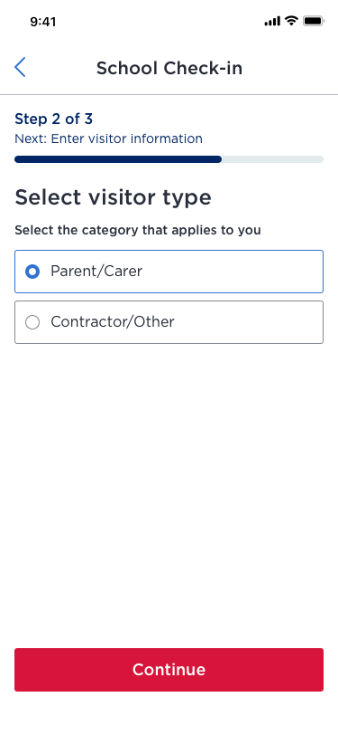 9:41
School Check-in
Step 2 of 3
Next: Enter visitor information
Select visitor type
Select the category that applies to you
Parent/Carer
Contractor/Other
Continue